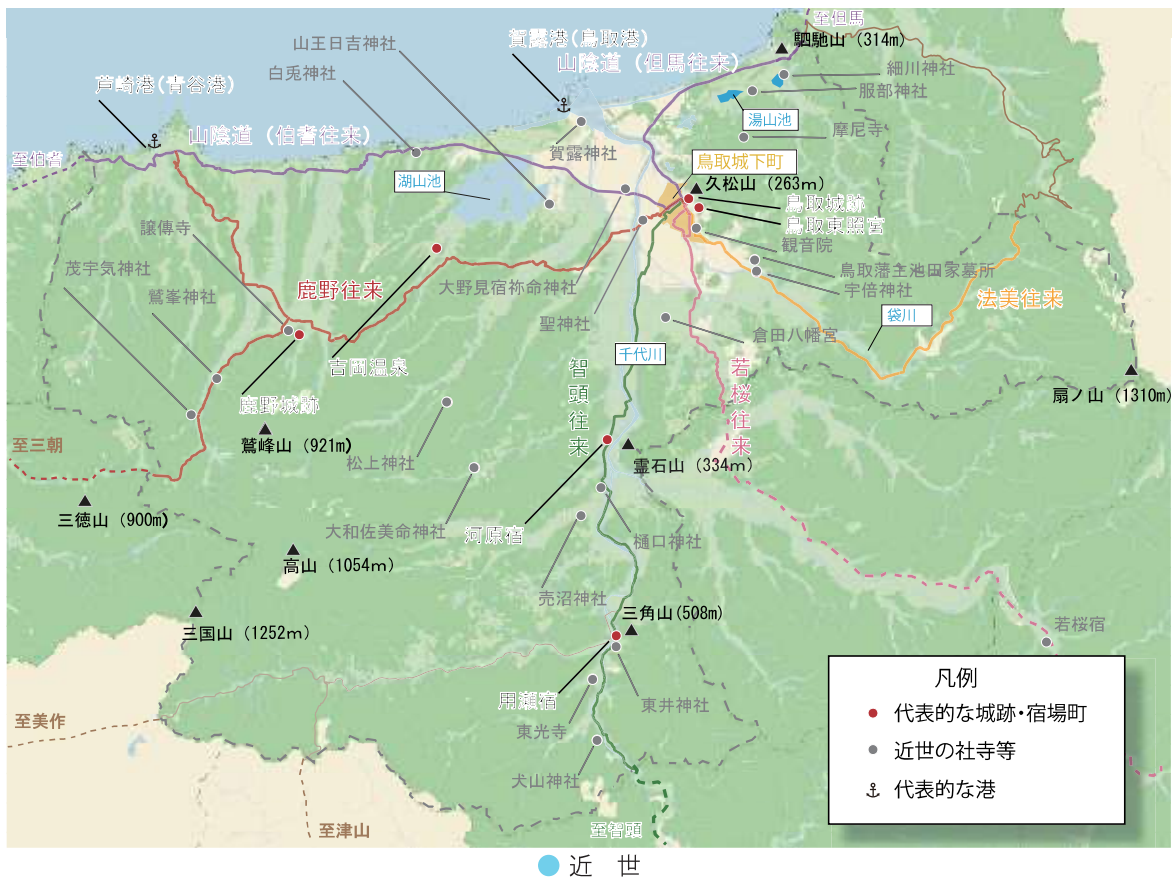 至但馬
山王日吉神社
賀露港(鳥取港)
駟馳山 (314m)
白兎神社
山陰道 (但馬往来)
細川神社
芦崎港(青谷港)
服部神社
湯山池
山陰道 (伯耆往来)
摩尼寺
至伯耆
賀露神社
鳥取城下町
湖山池
久松山 (263m)
鳥取城跡
鳥取東照宮
譲傳寺
観音院
茂宇気神社
鳥取藩主池田家墓所
鷲峯神社
鹿野往来
大野見宿祢命神社
宇倍神社
法美往来
聖神社
袋川
倉田八幡宮
千代川
吉岡温泉
智頭往来
若桜往来
扇ノ山 (1310m)
鹿野城跡
至三朝
鷲峰山 (921m)
松上神社
霊石山 (334m)
三徳山 (900m)
大和佐美命神社
河原宿
樋口神社
高山 (1054m)
売沼神社
三角山(508m)
三国山 (1252m)
若桜宿
用瀬宿
東井神社
至美作
東光寺
犬山神社
至津山
至智頭
凡例
代表的な城跡・宿場町
近世の社寺等
代表的な港
近 世